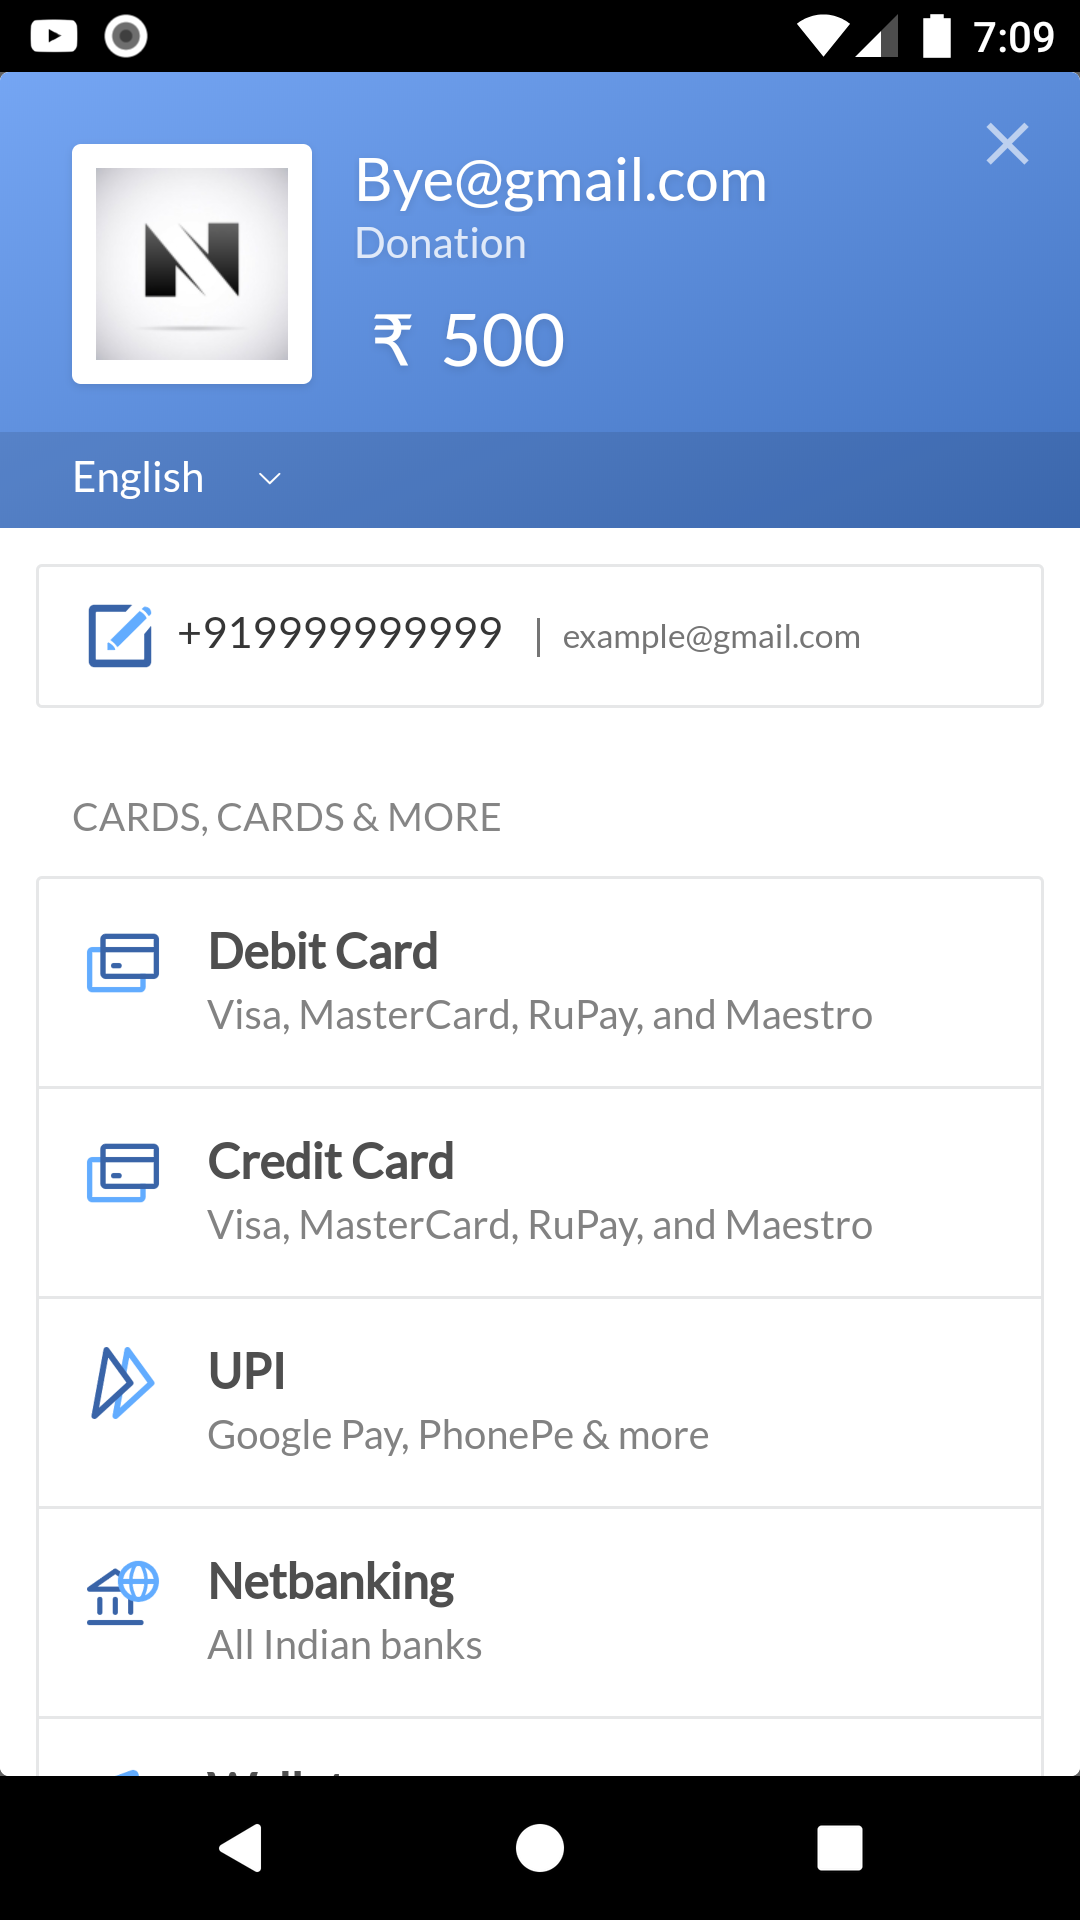 7:09
Bye@gmail.com
Donation
₹ 500
English
+919999999999 | example@gmail.com
CARDS, CARDS & MORE
Debit Card
Visa, MasterCard, RuPay, and Maestro
Credit Card
Visa, MasterCard, RuPay, and Maestro
UPI
Google Pay, PhonePe & more
Netbanking
All Indian banks